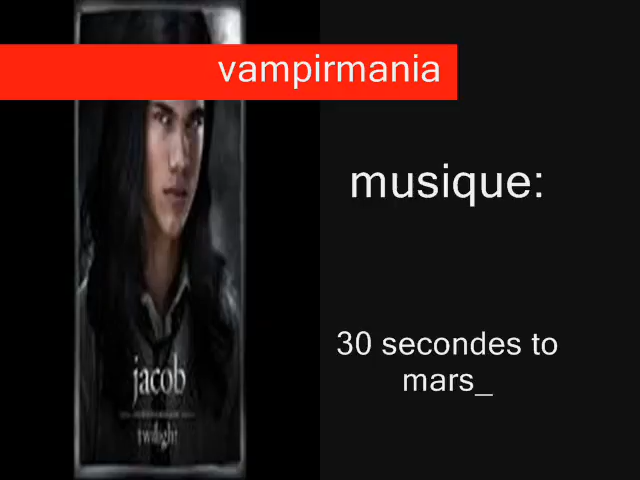 vampirmania
musique:
30 secondes to
mars_
jacob
twilight